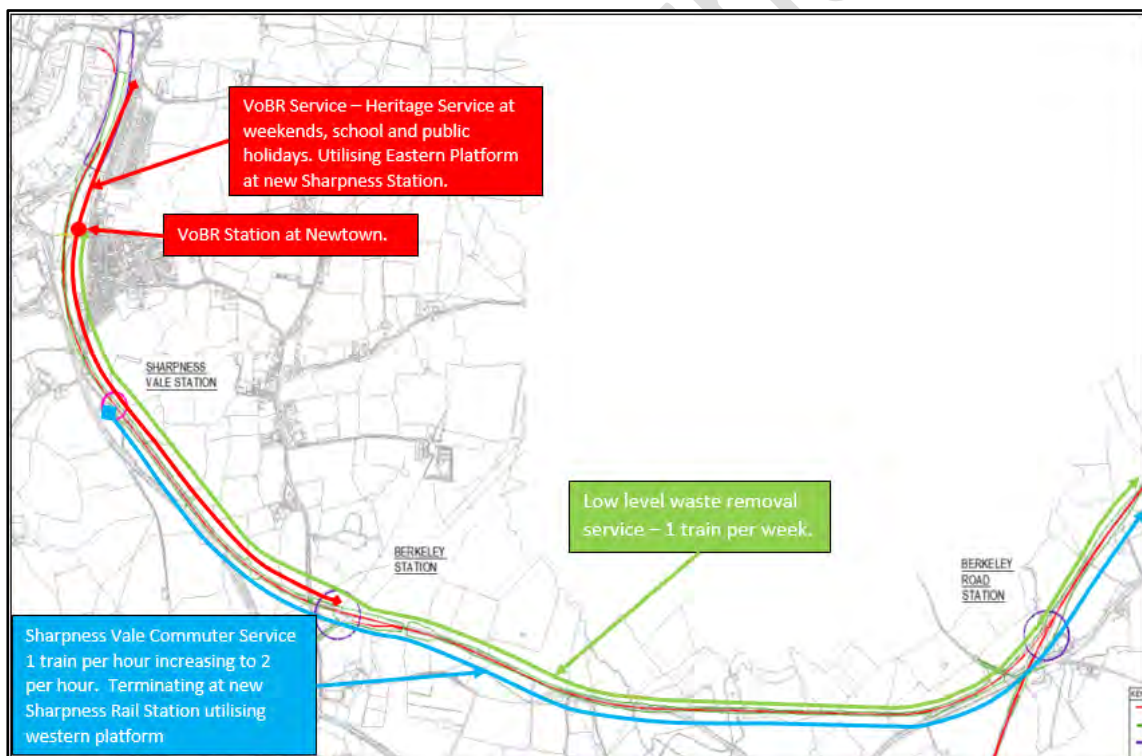 VoBR Service – Heritage Service at
weekends, school and public
holidays. Utilising Eastern Platform
at new Sharpness Station.
VoBR Station at Newtown.
SHARPNESS
VALE STATION
Low level waste removal
service – 1 train per week.
BERKELEY
STATION
BERKELEY
ROAD
STATION
Sharpness Vale Commuter Service
1 train per hour increasing to 2
per hour. Terminating at new
Sharpness Rail Station utilising
western platform